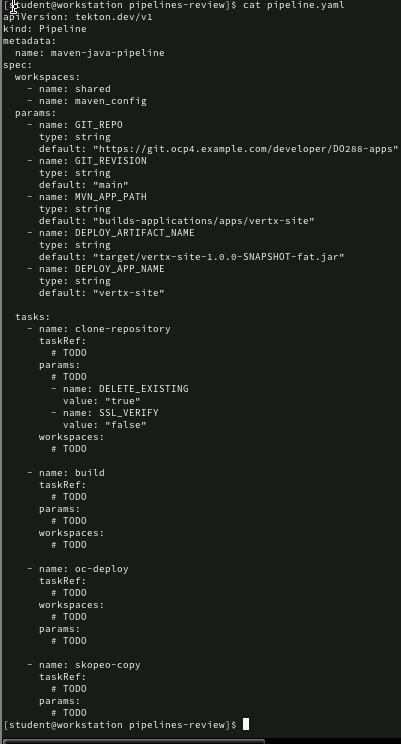 [student@workstation pipelines-review]$ cat pipeline.yaml
apiVersion: tekton.dev/v1
kind: Pipeline
metadata:
  name: maven-java-pipeline
spec:
  workspaces:
    - name: shared
    - name: maven_config
  params:
    - name: GIT_REPO
      type: string
      default: "https://git.ocp4.example.com/developer/DO288-apps"
    - name: GIT_REVISION
      type: string
      default: "main"
    - name: MVN_APP_PATH
      type: string
      default: "builds-applications/apps/vertx-site"
    - name: DEPLOY_ARTIFACT_NAME
      type: string
      default: "target/vertx-site-1.0.0-SNAPSHOT-fat.jar"
    - name: DEPLOY_APP_NAME
      type: string
      default: "vertx-site"

  tasks:
    - name: clone-repository
      taskRef:
        # TODO
      params:
        # TODO
        - name: DELETE_EXISTING
          value: "true"
        - name: SSL_VERIFY
          value: "false"
      workspaces:
        # TODO

    - name: build
      taskRef:
        # TODO
      params:
        # TODO
      workspaces:
        # TODO

    - name: oc-deploy
      taskRef:
        # TODO
      workspaces:
        # TODO
      params:
        # TODO

    - name: skopeo-copy
      taskRef:
        # TODO
      params:
        # TODO
[student@workstation pipelines-review]$